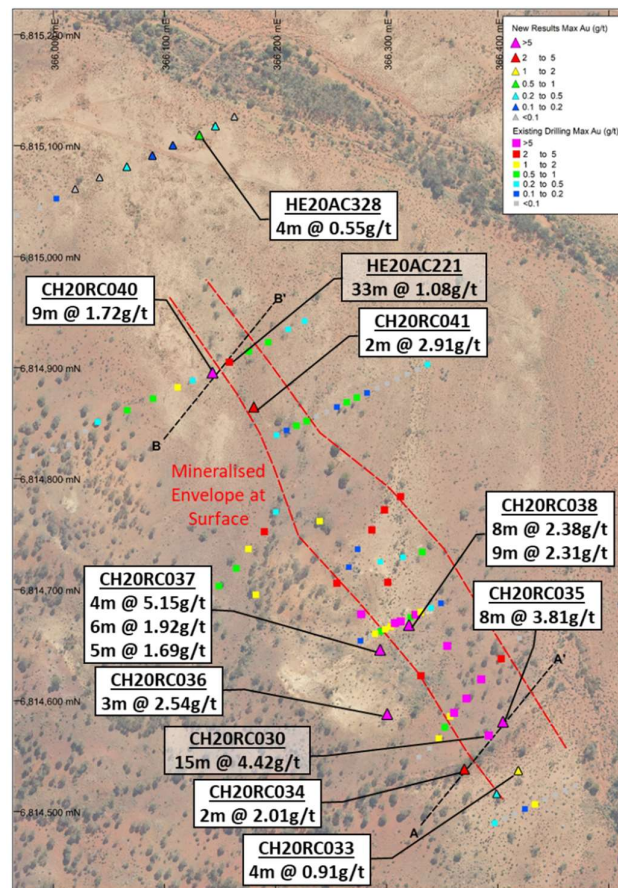 366,000 mN
366,100 mN
366,200 mN
366,300 mN
366,400 mN
6,815,200 mN
6,815,100 mN
6,815,000 mN
6,814,900 mN
6,814,800 mN
6,814,700 mN
6,814,600 mN
6,814,500 mN
New Results Max Au (g/t)
>5
2 to 5
1 to 2
0.5 to 1
0.2 to 0.5
0.1 to 0.2
<0.1
Existing Drilling Max Au (g/t)
>5
2 to 5
1 to 2
0.5 to 1
0.2 to 0.5
0.1 to 0.2
<0.1
HE20AC328
4m @ 0.55g/t
HE20AC221
33m @ 1.08g/t
CH20RC040
9m @ 1.72g/t
B'
CH20RC041
2m @ 2.91g/t
B
Mineralised
Envelope at
Surface
CH20RC038
8m @ 2.38g/t
9m @ 2.31g/t
CH20RC037
4m @ 5.15g/t
6m @ 1.92g/t
5m @ 1.69g/t
CH20RC035
8m @ 3.81g/t
A'
CH20RC036
3m @ 2.54g/t
CH20RC030
15m @ 4.42g/t
CH20RC034
2m @ 2.01g/t
A
CH20RC033
4m @ 0.91g/t